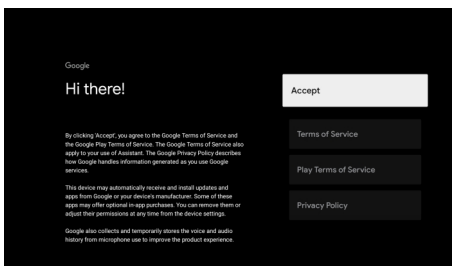 Google
Hi there!
By clicking 'Accept', you agree to the Google Terms of Service and
the Google Play Terms of Service. The Google Terms of Service also
apply to your use of Assistant. The Google Privacy Policy describes
how Google handles information generated as you use Google
services.
This device may automatically receive and install updates and
apps from Google or your device's manufacturer. Some of these
apps may offer optional in-app purchases. You can remove them or
adjust their permissions at any time from the device settings.
Google also collects and temporarily stores the voice and audio
history from microphone use to improve the product experience.
Accept
Terms of Service
Play Terms of Service
Privacy Policy